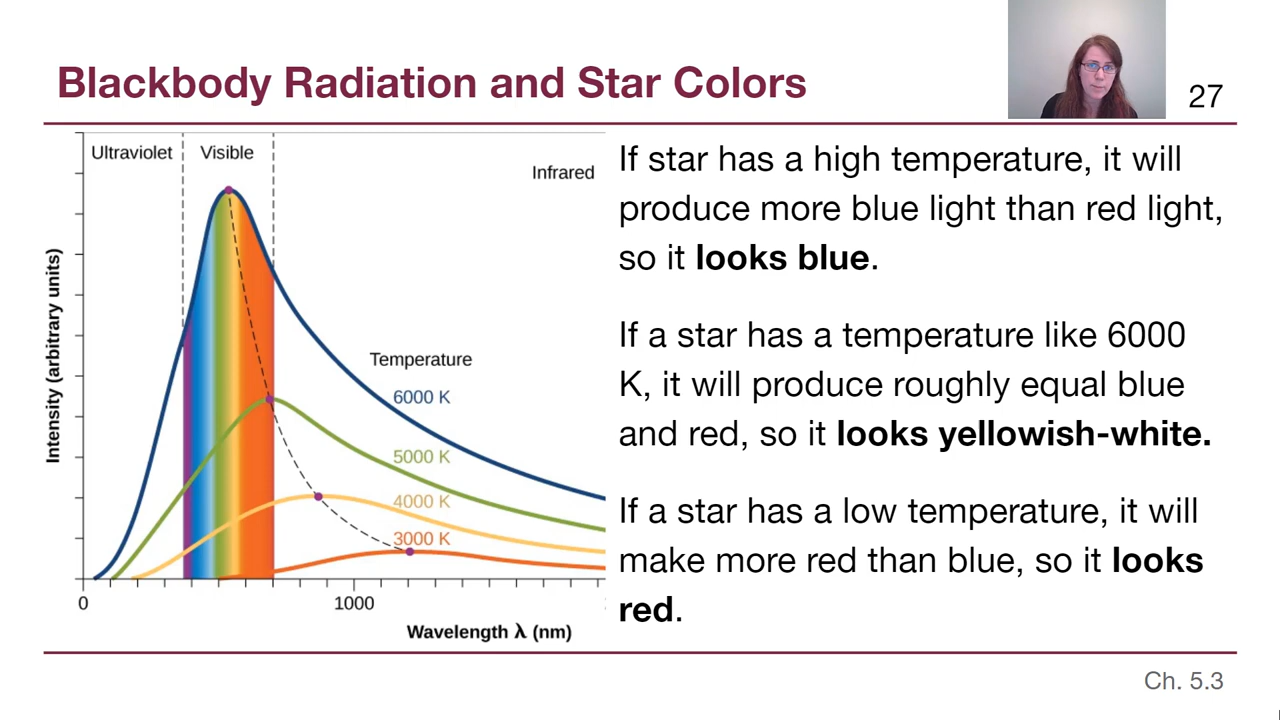 Blackbody Radiation and Star Colors
27
Ultraviolet
Visible
Infrared
Intensity (arbitrary units)
Temperature
6000 K
5000 K
4000 K
3000 K
0
1000
Wavelength λ (nm)
If star has a high temperature, it will
produce more blue light than red light,
so it looks blue.
If a star has a temperature like 6000
K, it will produce roughly equal blue
and red, so it looks yellowish-white.
If a star has a low temperature, it will
make more red than blue, so it looks
red.
Ch. 5.3